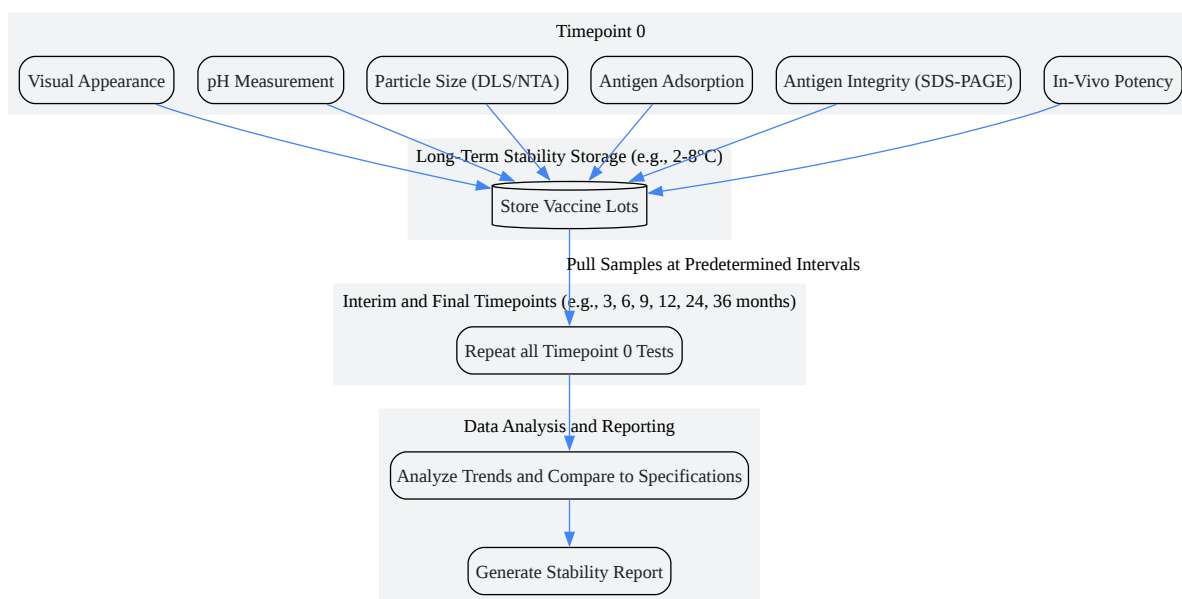 Timepoint 0
Visual Appearance
pH Measurement
Particle Size (DLS/NTA)
Antigen Adsorption
Antigen Integrity (SDS-PAGE)
In-Vivo Potency
Long-Term Stability Storage (e.g., 2-8°C)
Store Vaccine Lots
Pull Samples at Predetermined Intervals
Interim and Final Timepoints (e.g., 3, 6, 9, 12, 24, 36 months)
Repeat all Timepoint 0 Tests
Data Analysis and Reporting
Analyze Trends and Compare to Specifications
Generate Stability Report